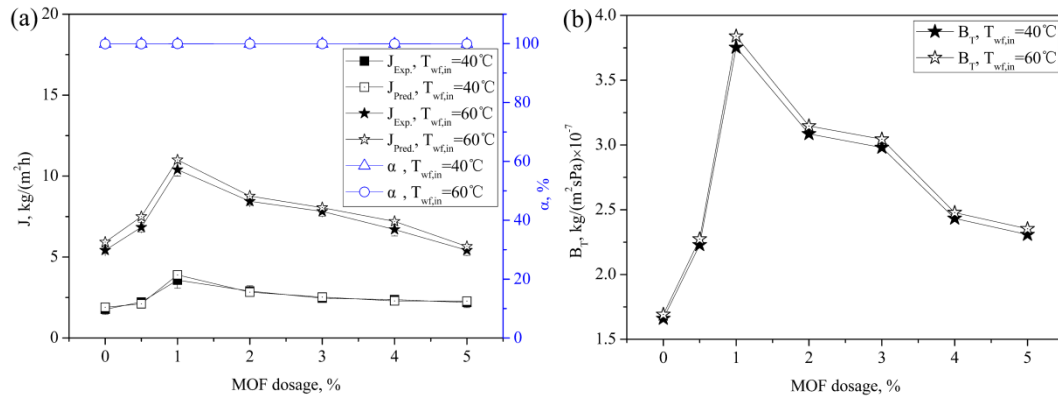 (a)
20
15
10
5
0
J, kg/(m²h)
0 1 2 3 4 5
MOF dosage, %
100
80
60
40
20
0
α, %
J_Exp., T_wf,in=40℃
J_Pred., T_wf,in=40℃
J_Exp., T_wf,in=60℃
J_Pred., T_wf,in=60℃
α , T_wf,in=40℃
α , T_wf,in=60℃
(b)
4.0
3.5
3.0
2.5
2.0
1.5
B_T, kg/(m² sPa)×10⁻⁷
0 1 2 3 4 5
MOF dosage, %
B_T, T_wf,in=40℃
B_T, T_wf,in=60℃